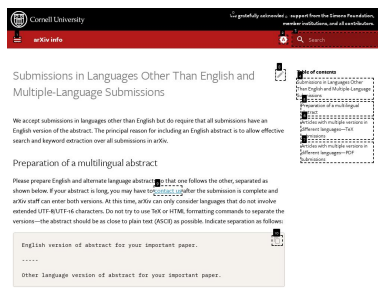 Cornell University
We gratefully acknowledge support from the Simons Foundation,
member institutions, and all contributors.
arXiv info
Search
Submissions in Languages Other Than English and
Multiple-Language Submissions
We accept submissions in languages other than English but do require that all submissions have an
English version of the abstract. The principal reason for including an English abstract is to allow effective
search and keyword extraction over all submissions in arXiv.
Preparation of a multilingual abstract
Please prepare English and alternate language abstracts so that one follows the other, separated as
shown below. If your abstract is long, you may have to contact us after the submission is complete and
arXiv staff can enter both versions. At this time, arXiv can only consider languages that do not involve
extended UTF-8/UTF-16 characters. Do not try to use TeX or HTML formatting commands to separate the
versions—the abstract should be as close to plain text (ASCII) as possible. Indicate separation as follows:
English version of abstract for your important paper.
-----
Other language version of abstract for your important paper.
Table of contents
Submissions in Languages Other
Than English and Multiple-Language
Submissions
Preparation of a multilingual
abstract
Articles with multiple versions in
different languages—TeX
submissions
Articles with multiple versions in
different languages—PDF
submissions